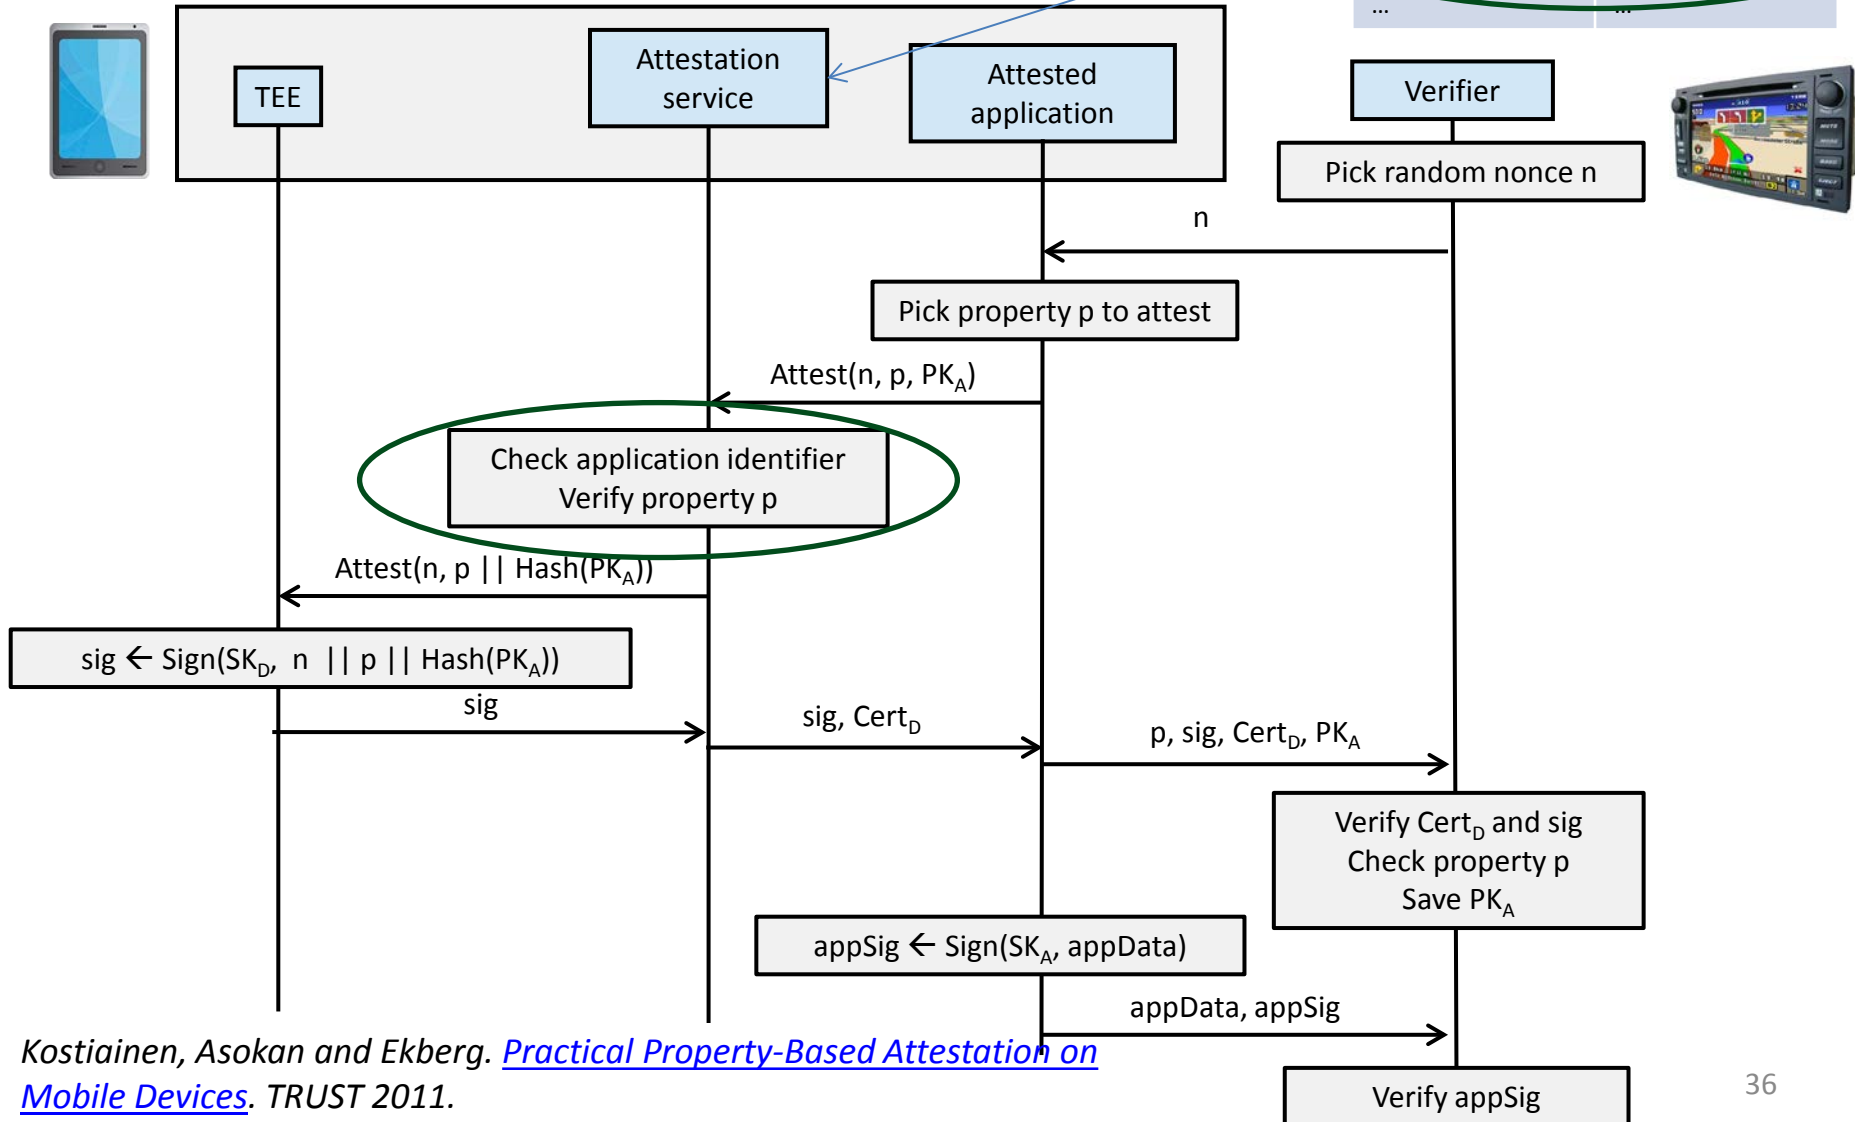 ...
...
TEE
Attestation
service
Attested
application
Verifier
Pick random nonce n
n
Pick property p to attest
Attest(n, p, PKA)
Check application identifier
Verify property p
Attest(n, p || Hash(PKA))
sig ← Sign(SKD, n || p || Hash(PKA))
sig
sig, CertD
p, sig, CertD, PKA
Verify CertD and sig
Check property p
Save PKA
appSig ← Sign(SKA, appData)
appData, appSig
Verify appSig
Kostiainen, Asokan and Ekberg. Practical Property-Based Attestation on
Mobile Devices. TRUST 2011.
36